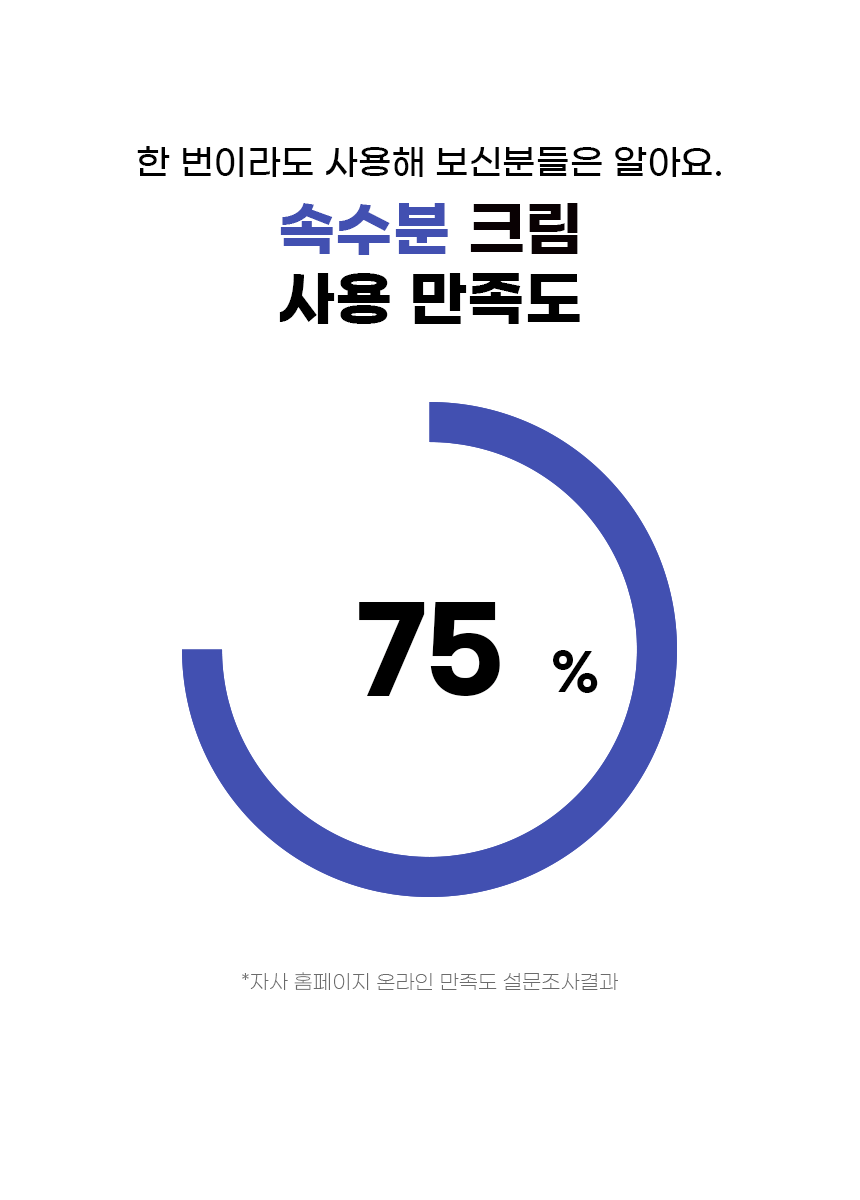 한 번이라도 사용해 보신분들은 알아요.
속수분 크림
사용 만족도
75 %
*자사 홈페이지 온라인 만족도 설문조사결과